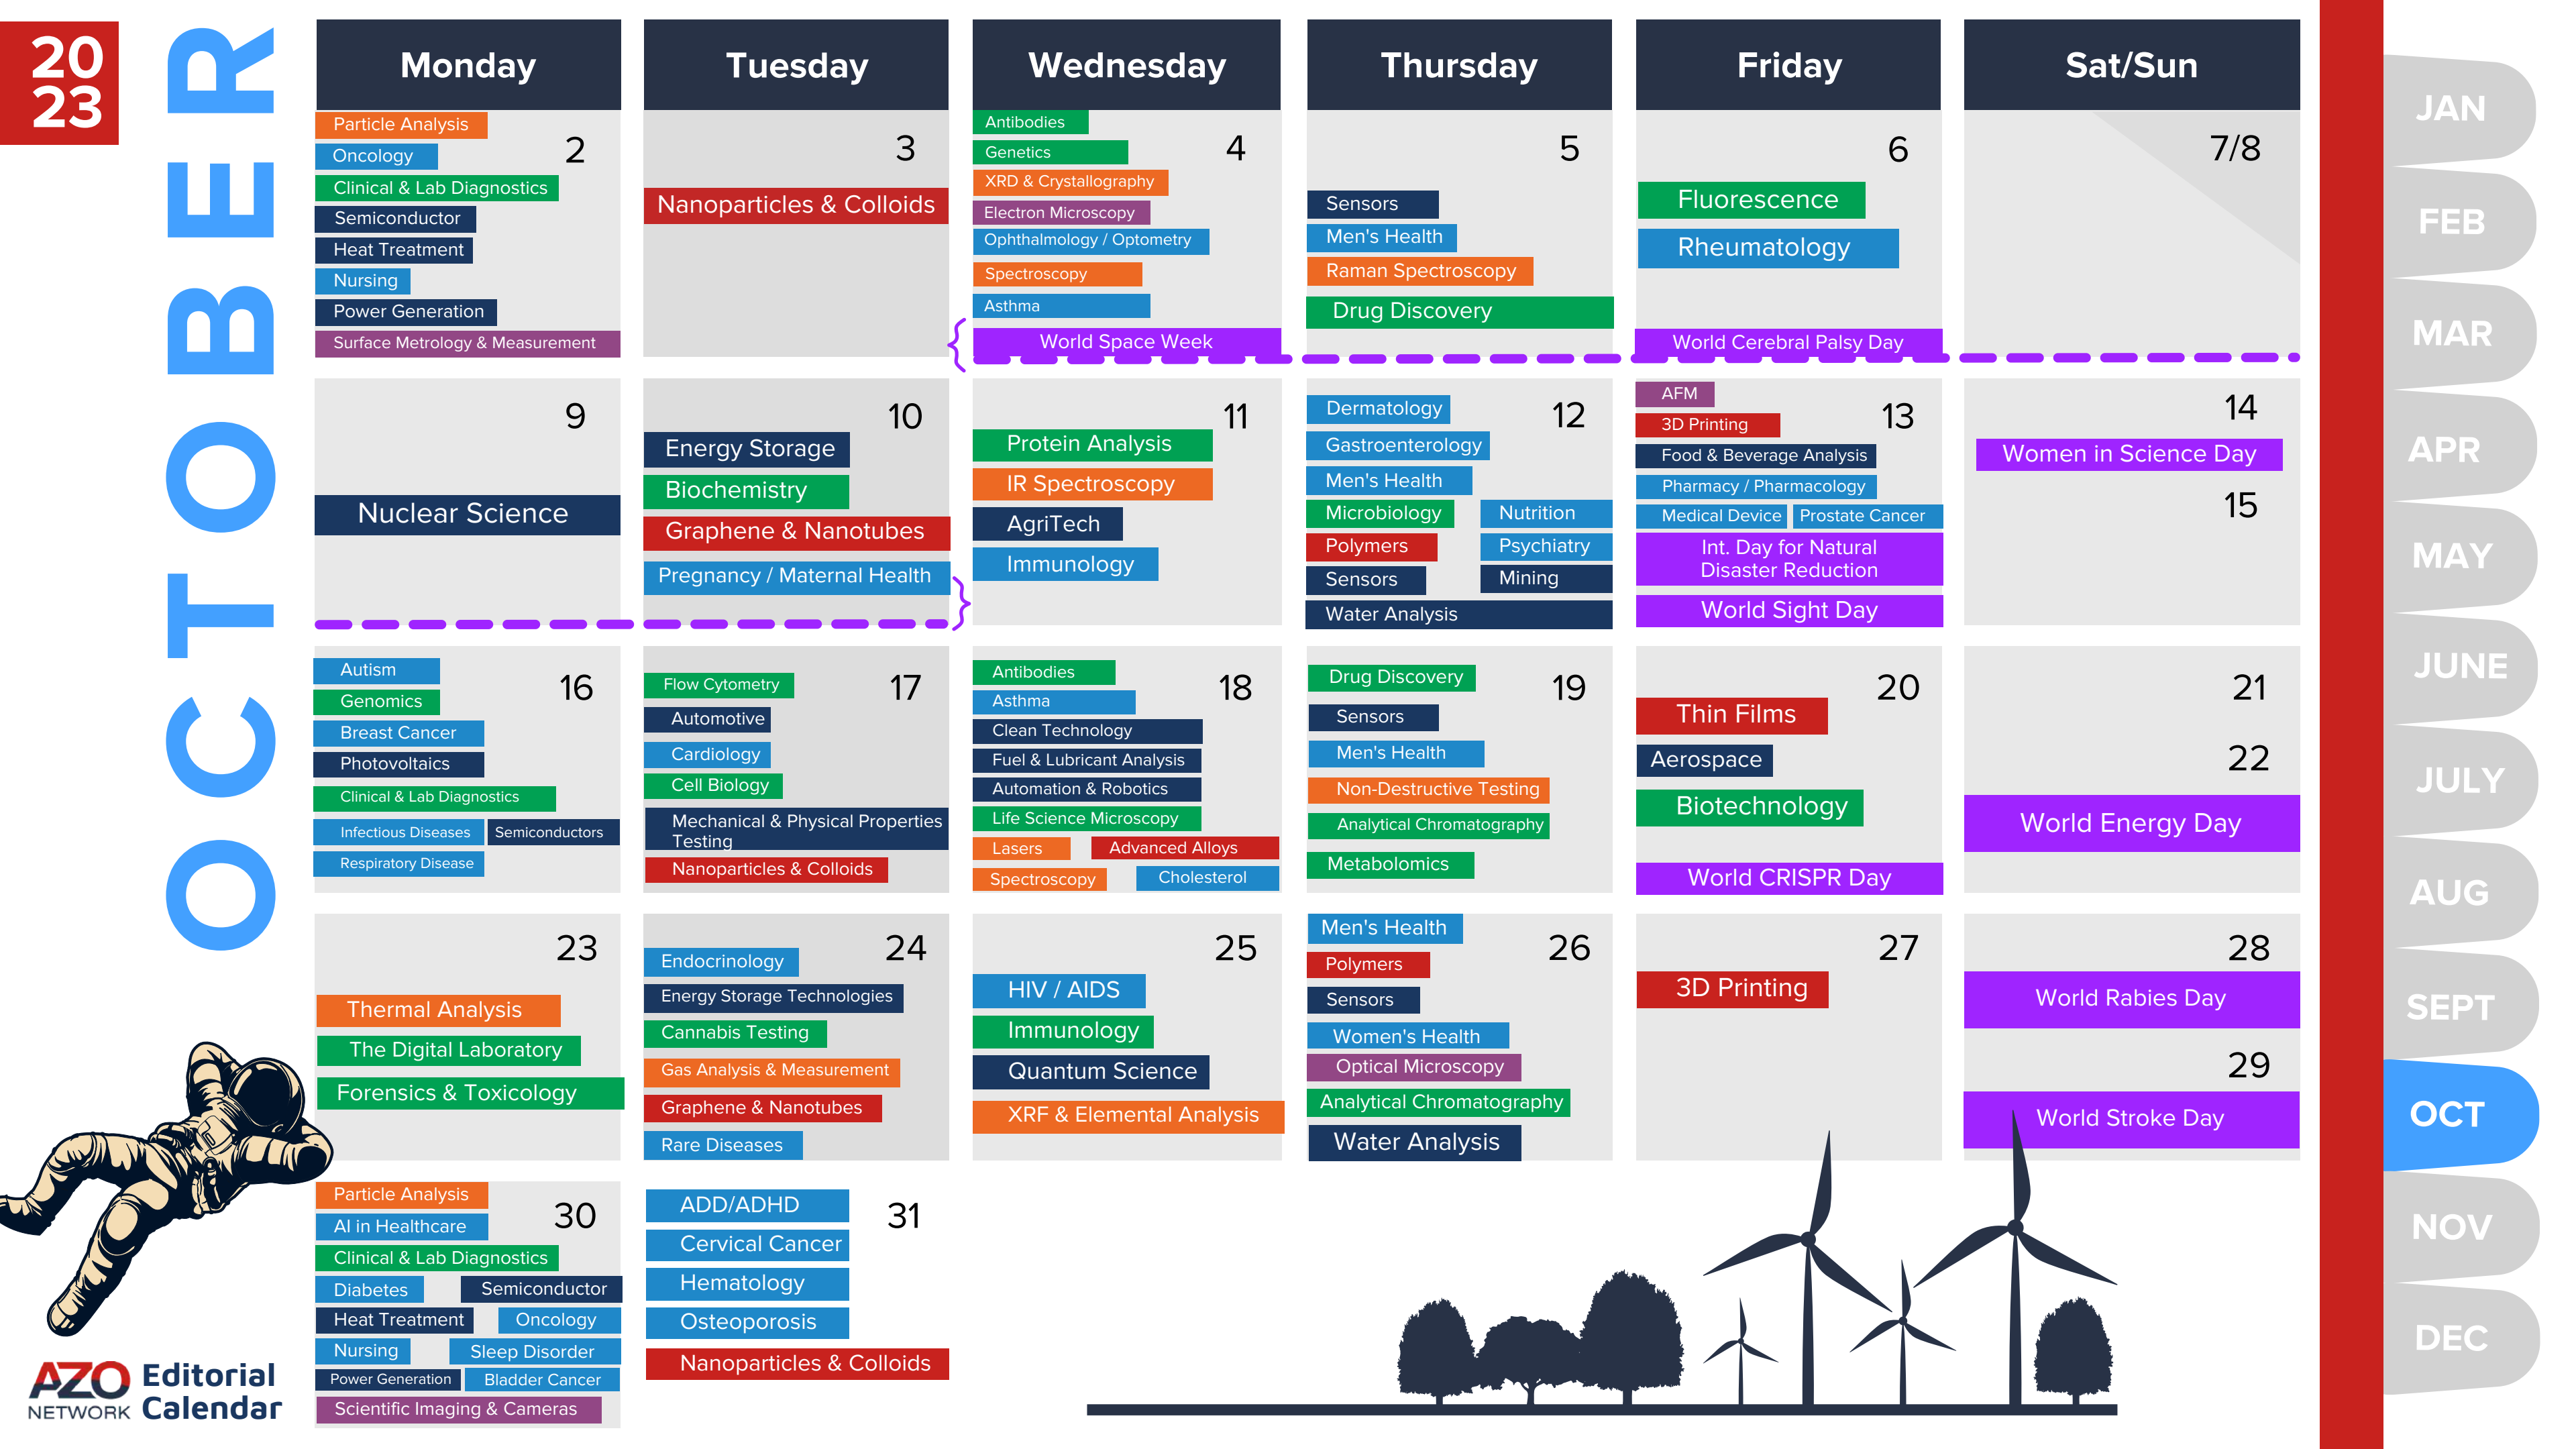 20
23
OCTOBER
Monday
Tuesday
Wednesday
Thursday
Friday
Sat/Sun
Particle Analysis
2
Oncology
Clinical & Lab Diagnostics
Semiconductor
Heat Treatment
Nursing
Power Generation
Surface Metrology & Measurement
3
Nanoparticles & Colloids
Antibodies
4
Genetics
XRD & Crystallography
Electron Microscopy
Ophthalmology / Optometry
Spectroscopy
Asthma
World Space Week
5
Sensors
Men's Health
Raman Spectroscopy
Drug Discovery
6
Fluorescence
Rheumatology
World Cerebral Palsy Day
7/8
9
Nuclear Science
10
Energy Storage
Biochemistry
Graphene & Nanotubes
Pregnancy / Maternal Health
11
Protein Analysis
IR Spectroscopy
AgriTech
Immunology
12
Dermatology
Gastroenterology
Men's Health
Microbiology
Nutrition
Polymers
Psychiatry
Sensors
Mining
Water Analysis
AFM
13
3D Printing
Food & Beverage Analysis
Pharmacy / Pharmacology
Medical Device
Prostate Cancer
Int. Day for Natural
Disaster Reduction
World Sight Day
14
Women in Science Day
15
Autism
16
Genomics
Breast Cancer
Photovoltaics
Clinical & Lab Diagnostics
Infectious Diseases
Semiconductors
Respiratory Disease
Flow Cytometry
17
Automotive
Cardiology
Cell Biology
Mechanical & Physical Properties
Testing
Nanoparticles & Colloids
Antibodies
18
Asthma
Clean Technology
Fuel & Lubricant Analysis
Automation & Robotics
Life Science Microscopy
Lasers
Advanced Alloys
Spectroscopy
Cholesterol
Drug Discovery
19
Sensors
Men's Health
Non-Destructive Testing
Analytical Chromatography
Metabolomics
20
Thin Films
Aerospace
Biotechnology
World CRISPR Day
21
22
World Energy Day
23
Thermal Analysis
The Digital Laboratory
Forensics & Toxicology
24
Endocrinology
Energy Storage Technologies
Cannabis Testing
Gas Analysis & Measurement
Graphene & Nanotubes
Rare Diseases
25
HIV / AIDS
Immunology
Quantum Science
XRF & Elemental Analysis
Men's Health
26
Polymers
Sensors
Women's Health
Optical Microscopy
Analytical Chromatography
Water Analysis
27
3D Printing
28
World Rabies Day
29
World Stroke Day
Particle Analysis
30
AI in Healthcare
Clinical & Lab Diagnostics
Diabetes
Semiconductor
Heat Treatment
Oncology
Nursing
Sleep Disorder
Power Generation
Bladder Cancer
Scientific Imaging & Cameras
ADD/ADHD
31
Cervical Cancer
Hematology
Osteoporosis
Nanoparticles & Colloids
AZO
NETWORK
Editorial
Calendar
JAN
FEB
MAR
APR
MAY
JUNE
JULY
AUG
SEPT
OCT
NOV
DEC